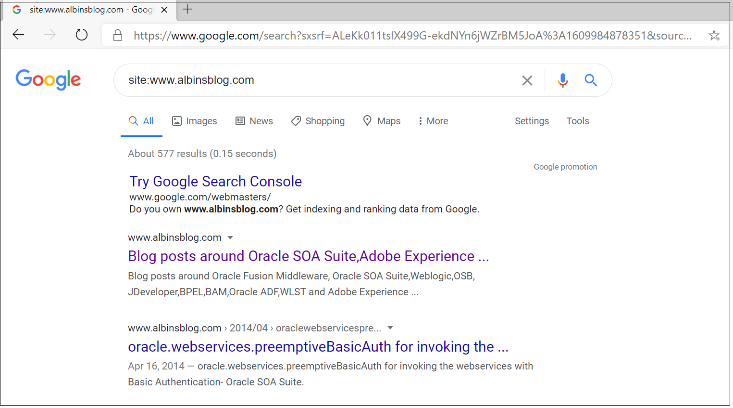 site:www.albinsblog.com - Goog
https://www.google.com/search?sxsrf=ALeKk011tslX499G-ekdNYn6jWZrBM5JoA%3A1609984878351&sourc...
Google
site:www.albinsblog.com
All Images News Shopping Maps More Settings Tools
About 577 results (0.15 seconds)
Google promotion
Try Google Search Console
www.google.com/webmasters/
Do you own www.albinsblog.com? Get indexing and ranking data from Google.
www.albinsblog.com
Blog posts around Oracle SOA Suite,Adobe Experience ...
Blog posts around Oracle Fusion Middleware, Oracle SOA Suite,Weblogic,OSB,
JDeveloper,BPEL,BAM,Oracle ADF,WLST and Adobe Experience ...
www.albinsblog.com › 2014/04 › oraclewebservicespre...
oracle.webservices.preemptiveBasicAuth for invoking the ...
Apr 16, 2014 — oracle.webservices.preemptiveBasicAuth for invoking the webservices with
Basic Authentication- Oracle SOA Suite.